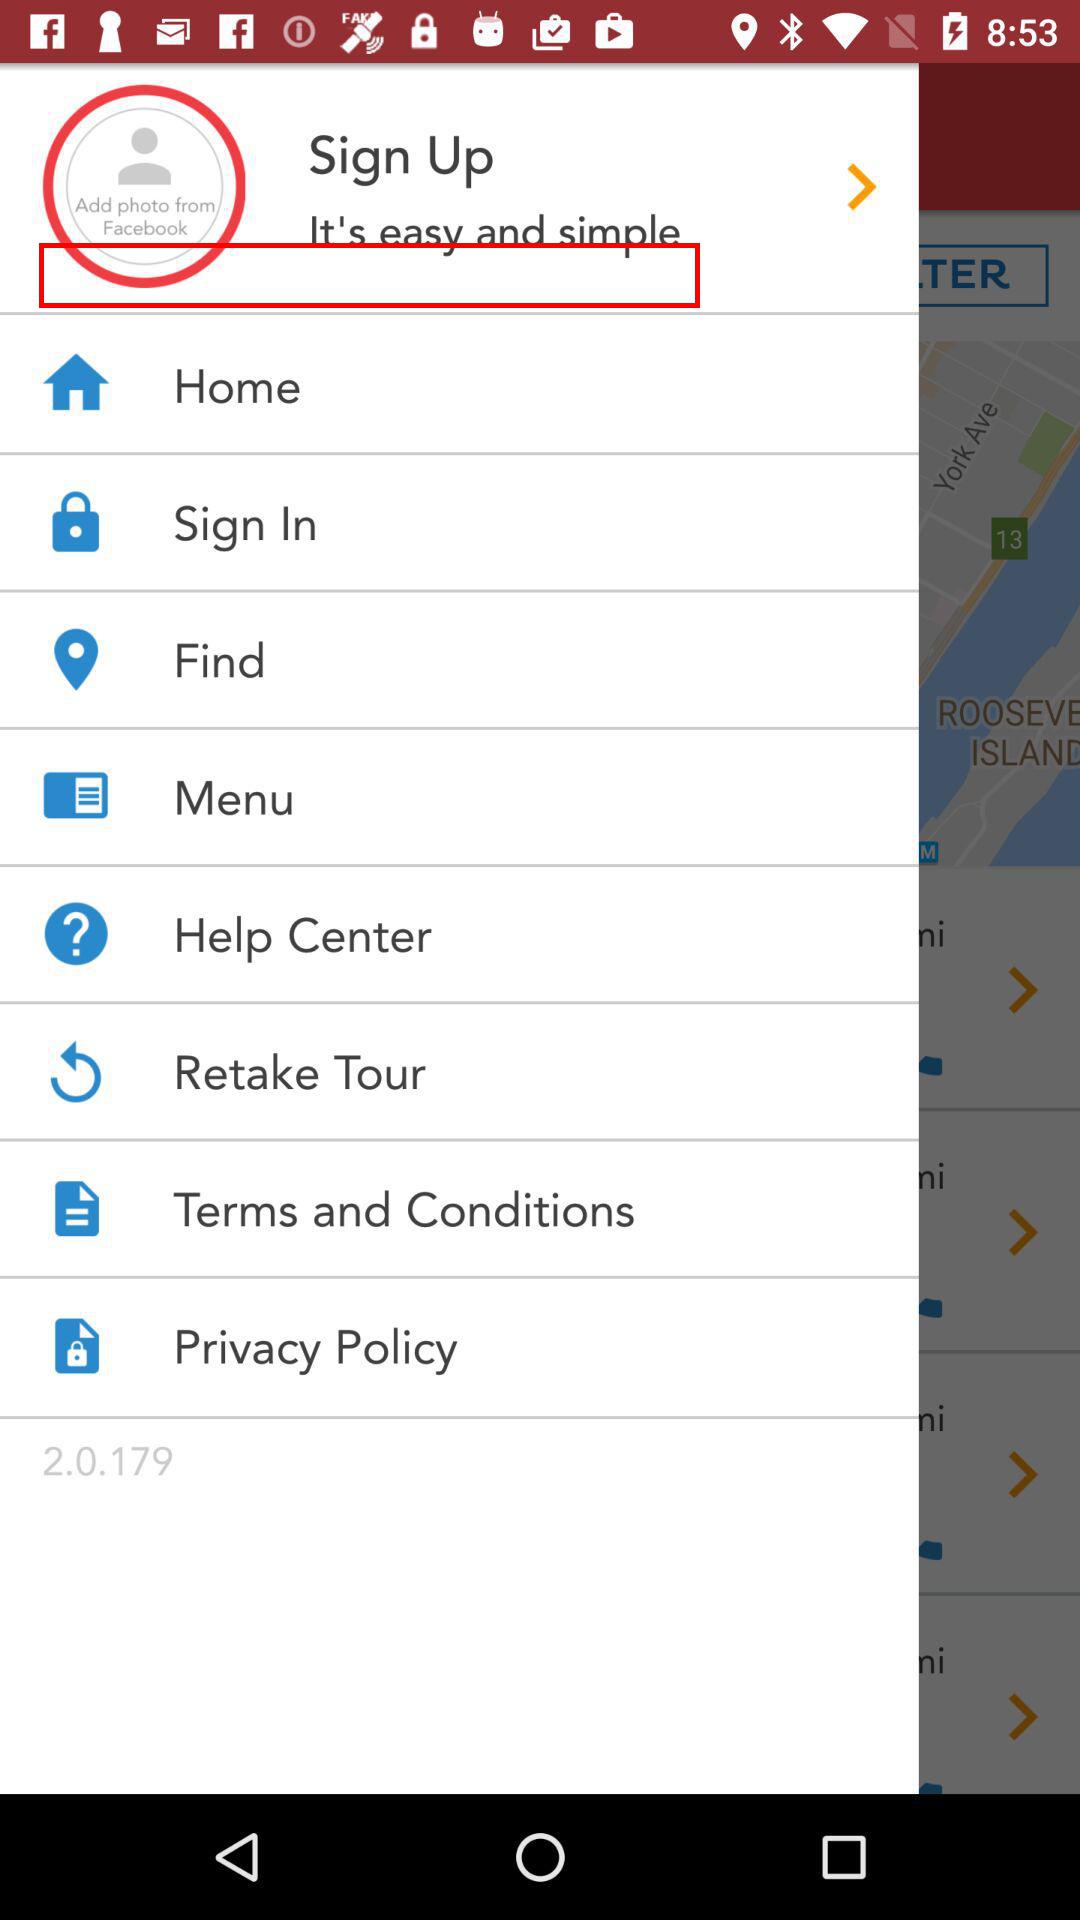 FAKE
8:53
Add photo from
Facebook
Sign Up
It's easy and simple
LTER
Home
York Ave
Sign In
13
Find
ROOSEVE
ISLAND
Menu
M
Help Center
mi
Retake Tour
Terms and Conditions
mi
Privacy Policy
mi
2.0.179
mi